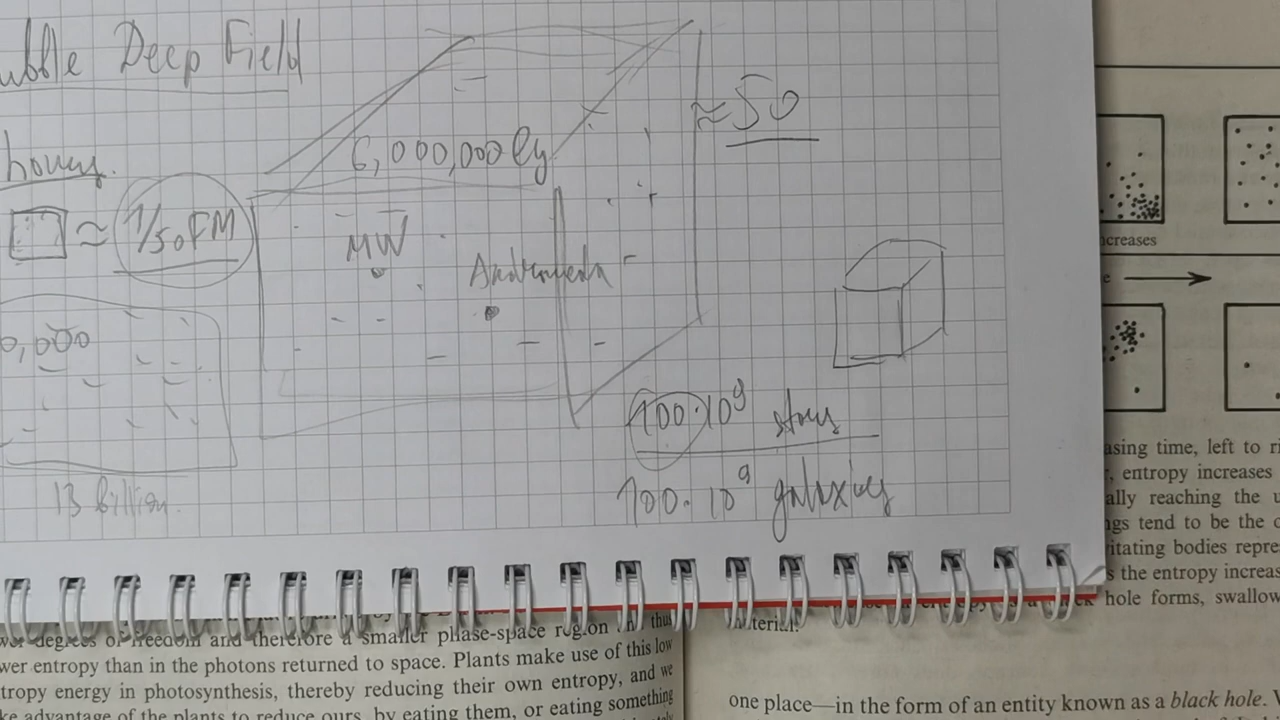 ubble Deep Field
≈50
6,000,000 ly
hours.
≈ 1/50 FM
MW
Andromeda
0,000
13 billion.
100·10⁹ stars
100·10⁹ galaxies
creases
e
asing time, left to ri
, entropy increases
ally reaching the u
ngs tend to be the o
ritating bodies repre
s the entropy increas
hole forms, swallow
aterial.
wer degrees of freedom and therefore a smaller phase-space region
wer entropy than in the photons returned to space. Plants make use of this low
tropy energy in photosynthesis, thereby reducing their own entropy, and we
ke advantage of the plants to reduce ours, by eating them, or eating something
one place—in the form of an entity known as a black hole.